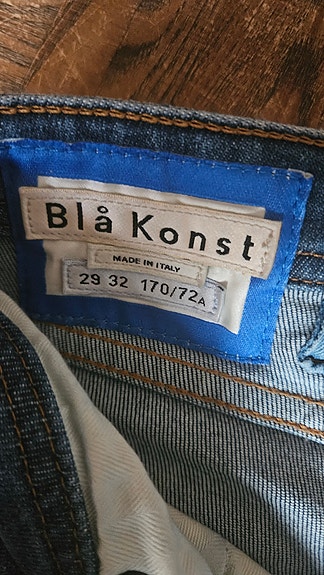 Blå Konst
MADE IN ITALY
29 32 170/72A